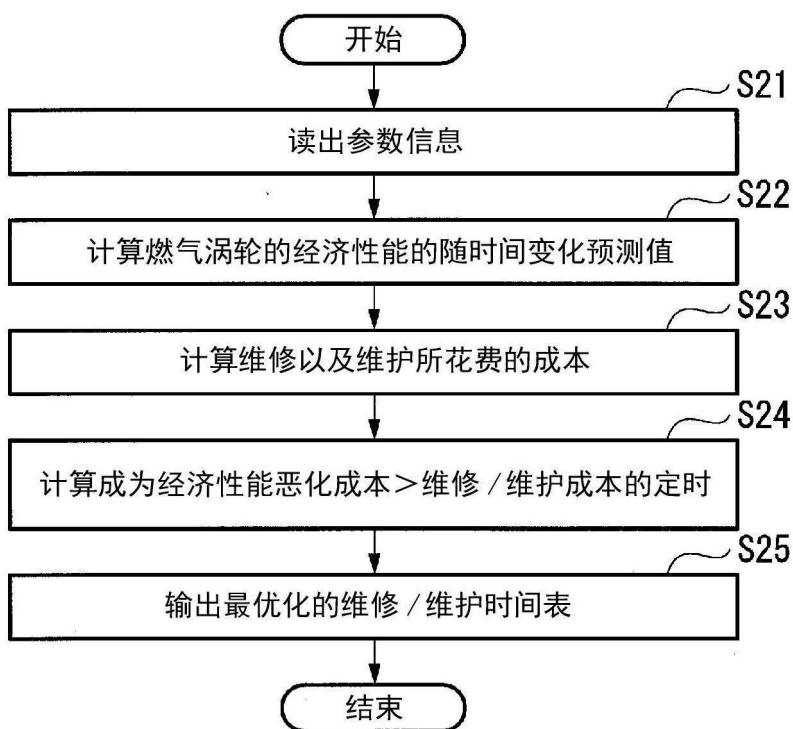 开始
S21
读出参数信息
S22
计算燃气涡轮的经济性能的随时间变化预测值
S23
计算维修以及维护所花费的成本
S24
计算成为经济性能恶化成本＞维修／维护成本的定时
S25
输出最优化的维修／维护时间表
结束